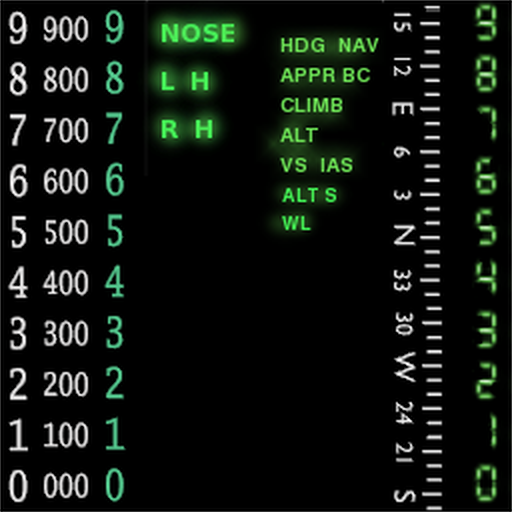 9 900 9
8 800 8
7 700 7
6 600 6
5 500 5
4 400 4
3 300 3
2 200 2
1 100 1
0 000 0
NOSE
L H
R H
HDG NAV
APPR BC
CLIMB
ALT
VS IAS
ALT S
WL
15
12
E
6
3
N
33
30
W
24
21
S
9
8
7
6
5
4
3
2
1
0